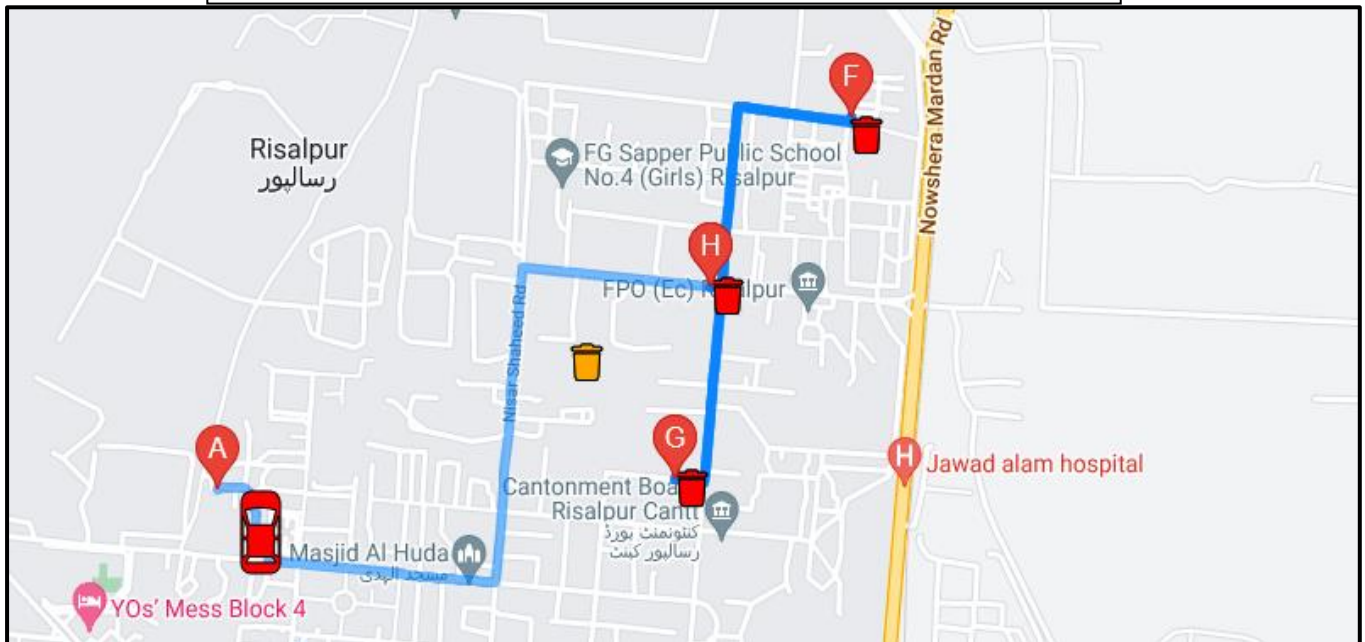 F
Nowshera Mardan Rd
Risalpur
رسالپور
FG Sapper Public School
No.4 (Girls) Risalpur
H
FPO (Ec) Risalpur
Nisar Shaheed Rd
A
G
H
Jawad alam hospital
Cantonment Board
Risalpur Cantt
کنٹونمنٹ بورڈ
رسالپور کینٹ
Masjid Al Huda
مسجد الہدی
YOs' Mess Block 4